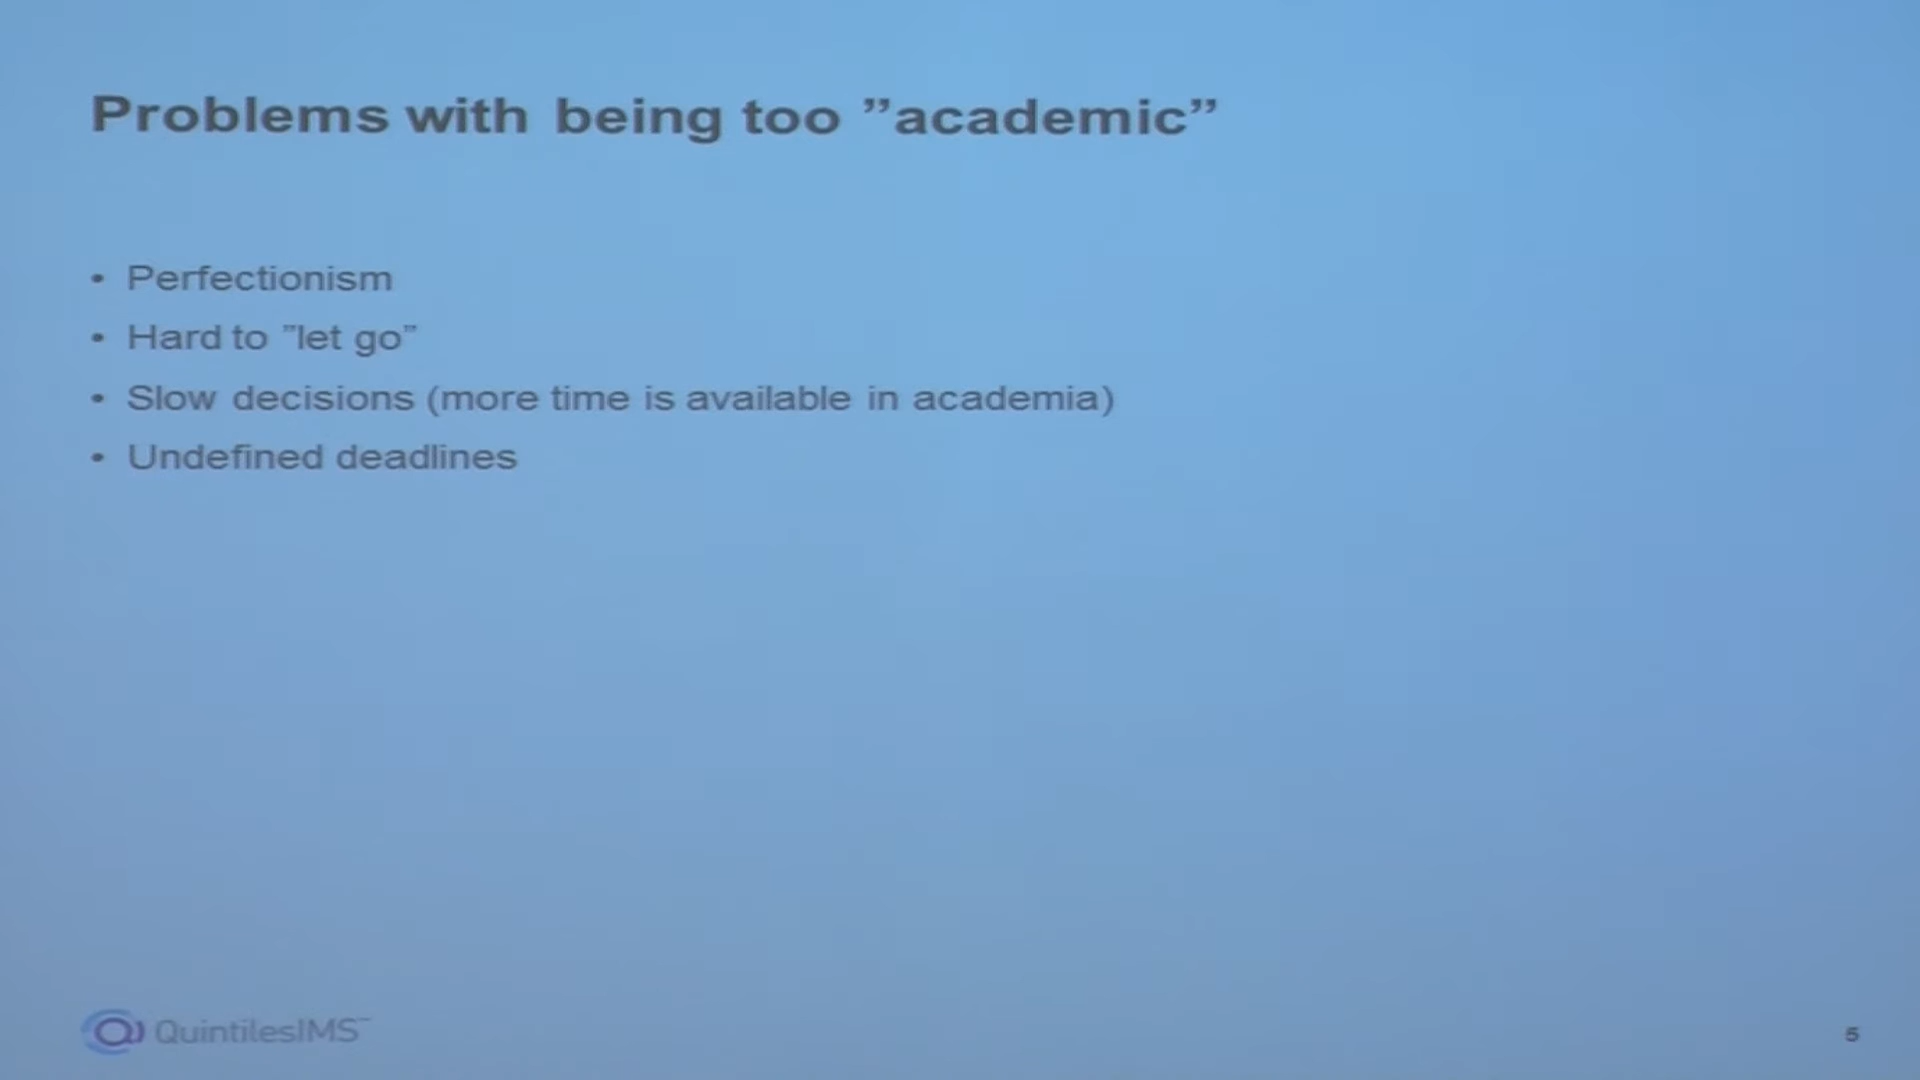 Problems with being too ”academic”
• Perfectionism
• Hard to ”let go”
• Slow decisions (more time is available in academia)
• Undefined deadlines
QuintilesIMS™
5